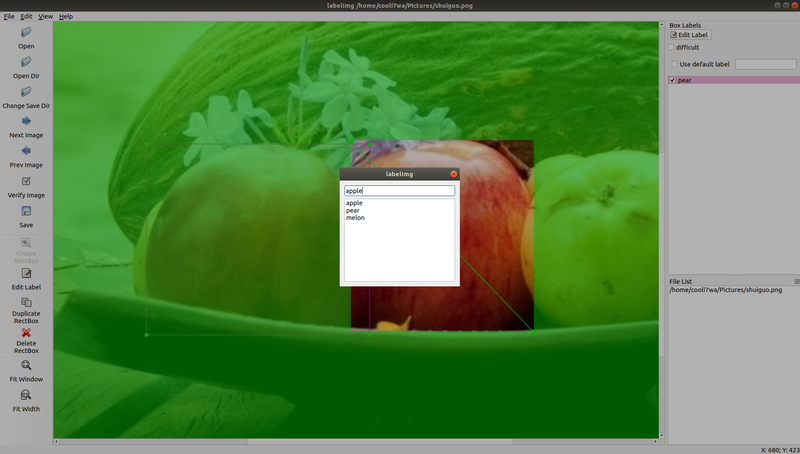 labelImg /home/cooli7wa/Pictures/shuiguo.png
File Edit View Help
Open
Open Dir
Change Save Dir
Next Image
Prev Image
Verify Image
Save
Create
RectBox
Edit Label
Duplicate
RectBox
Delete
RectBox
Fit Window
Fit Width
labelImg
apple
apple
pear
melon
Box Labels
Edit Label
difficult
Use default label
pear
File List
/home/cooli7wa/Pictures/shuiguo.png
X: 680; Y: 423